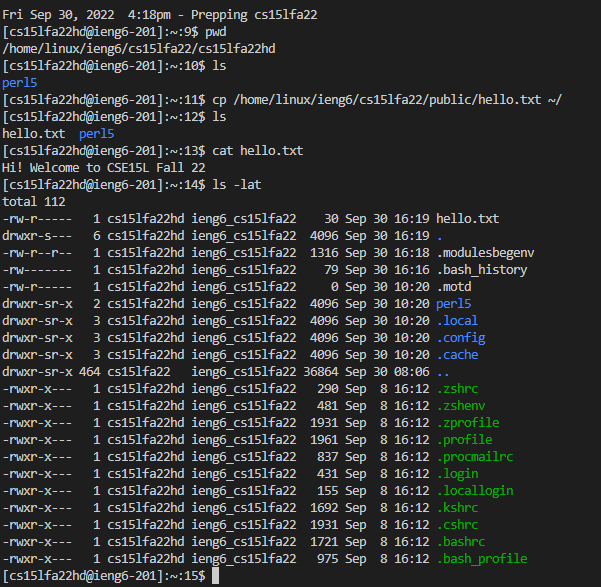 Fri Sep 30, 2022  4:18pm - Prepping cs15lfa22
[cs15lfa22hd@ieng6-201]:~:9$ pwd
/home/linux/ieng6/cs15lfa22/cs15lfa22hd
[cs15lfa22hd@ieng6-201]:~:10$ ls
perl5
[cs15lfa22hd@ieng6-201]:~:11$ cp /home/linux/ieng6/cs15lfa22/public/hello.txt ~/
[cs15lfa22hd@ieng6-201]:~:12$ ls
hello.txt  perl5
[cs15lfa22hd@ieng6-201]:~:13$ cat hello.txt
Hi! Welcome to CSE15L Fall 22
[cs15lfa22hd@ieng6-201]:~:14$ ls -lat
total 112
-rw-r-----   1 cs15lfa22hd ieng6_cs15lfa22    30 Sep 30 16:19 hello.txt
drwxr-s---   6 cs15lfa22hd ieng6_cs15lfa22  4096 Sep 30 16:19 .
-rw-r--r--   1 cs15lfa22hd ieng6_cs15lfa22  1316 Sep 30 16:18 .modulesbegenv
-rw-------   1 cs15lfa22hd ieng6_cs15lfa22    79 Sep 30 16:16 .bash_history
-rw-r-----   1 cs15lfa22hd ieng6_cs15lfa22     0 Sep 30 10:20 .motd
drwxr-sr-x   2 cs15lfa22hd ieng6_cs15lfa22  4096 Sep 30 10:20 perl5
drwxr-sr-x   3 cs15lfa22hd ieng6_cs15lfa22  4096 Sep 30 10:20 .local
drwxr-sr-x   3 cs15lfa22hd ieng6_cs15lfa22  4096 Sep 30 10:20 .config
drwxr-sr-x   3 cs15lfa22hd ieng6_cs15lfa22  4096 Sep 30 10:20 .cache
drwxr-sr-x 464 cs15lfa22   ieng6_cs15lfa22 36864 Sep 30 08:06 ..
-rwxr-x---   1 cs15lfa22hd ieng6_cs15lfa22   290 Sep  8 16:12 .zshrc
-rwxr-x---   1 cs15lfa22hd ieng6_cs15lfa22   481 Sep  8 16:12 .zshenv
-rwxr-x---   1 cs15lfa22hd ieng6_cs15lfa22  1931 Sep  8 16:12 .zprofile
-rwxr-x---   1 cs15lfa22hd ieng6_cs15lfa22  1961 Sep  8 16:12 .profile
-rwxr-x---   1 cs15lfa22hd ieng6_cs15lfa22   837 Sep  8 16:12 .procmailrc
-rwxr-x---   1 cs15lfa22hd ieng6_cs15lfa22   431 Sep  8 16:12 .login
-rwxr-x---   1 cs15lfa22hd ieng6_cs15lfa22   155 Sep  8 16:12 .locallogin
-rwxr-x---   1 cs15lfa22hd ieng6_cs15lfa22  1692 Sep  8 16:12 .kshrc
-rwxr-x---   1 cs15lfa22hd ieng6_cs15lfa22  1931 Sep  8 16:12 .cshrc
-rwxr-x---   1 cs15lfa22hd ieng6_cs15lfa22  1721 Sep  8 16:12 .bashrc
-rwxr-x---   1 cs15lfa22hd ieng6_cs15lfa22   975 Sep  8 16:12 .bash_profile
[cs15lfa22hd@ieng6-201]:~:15$